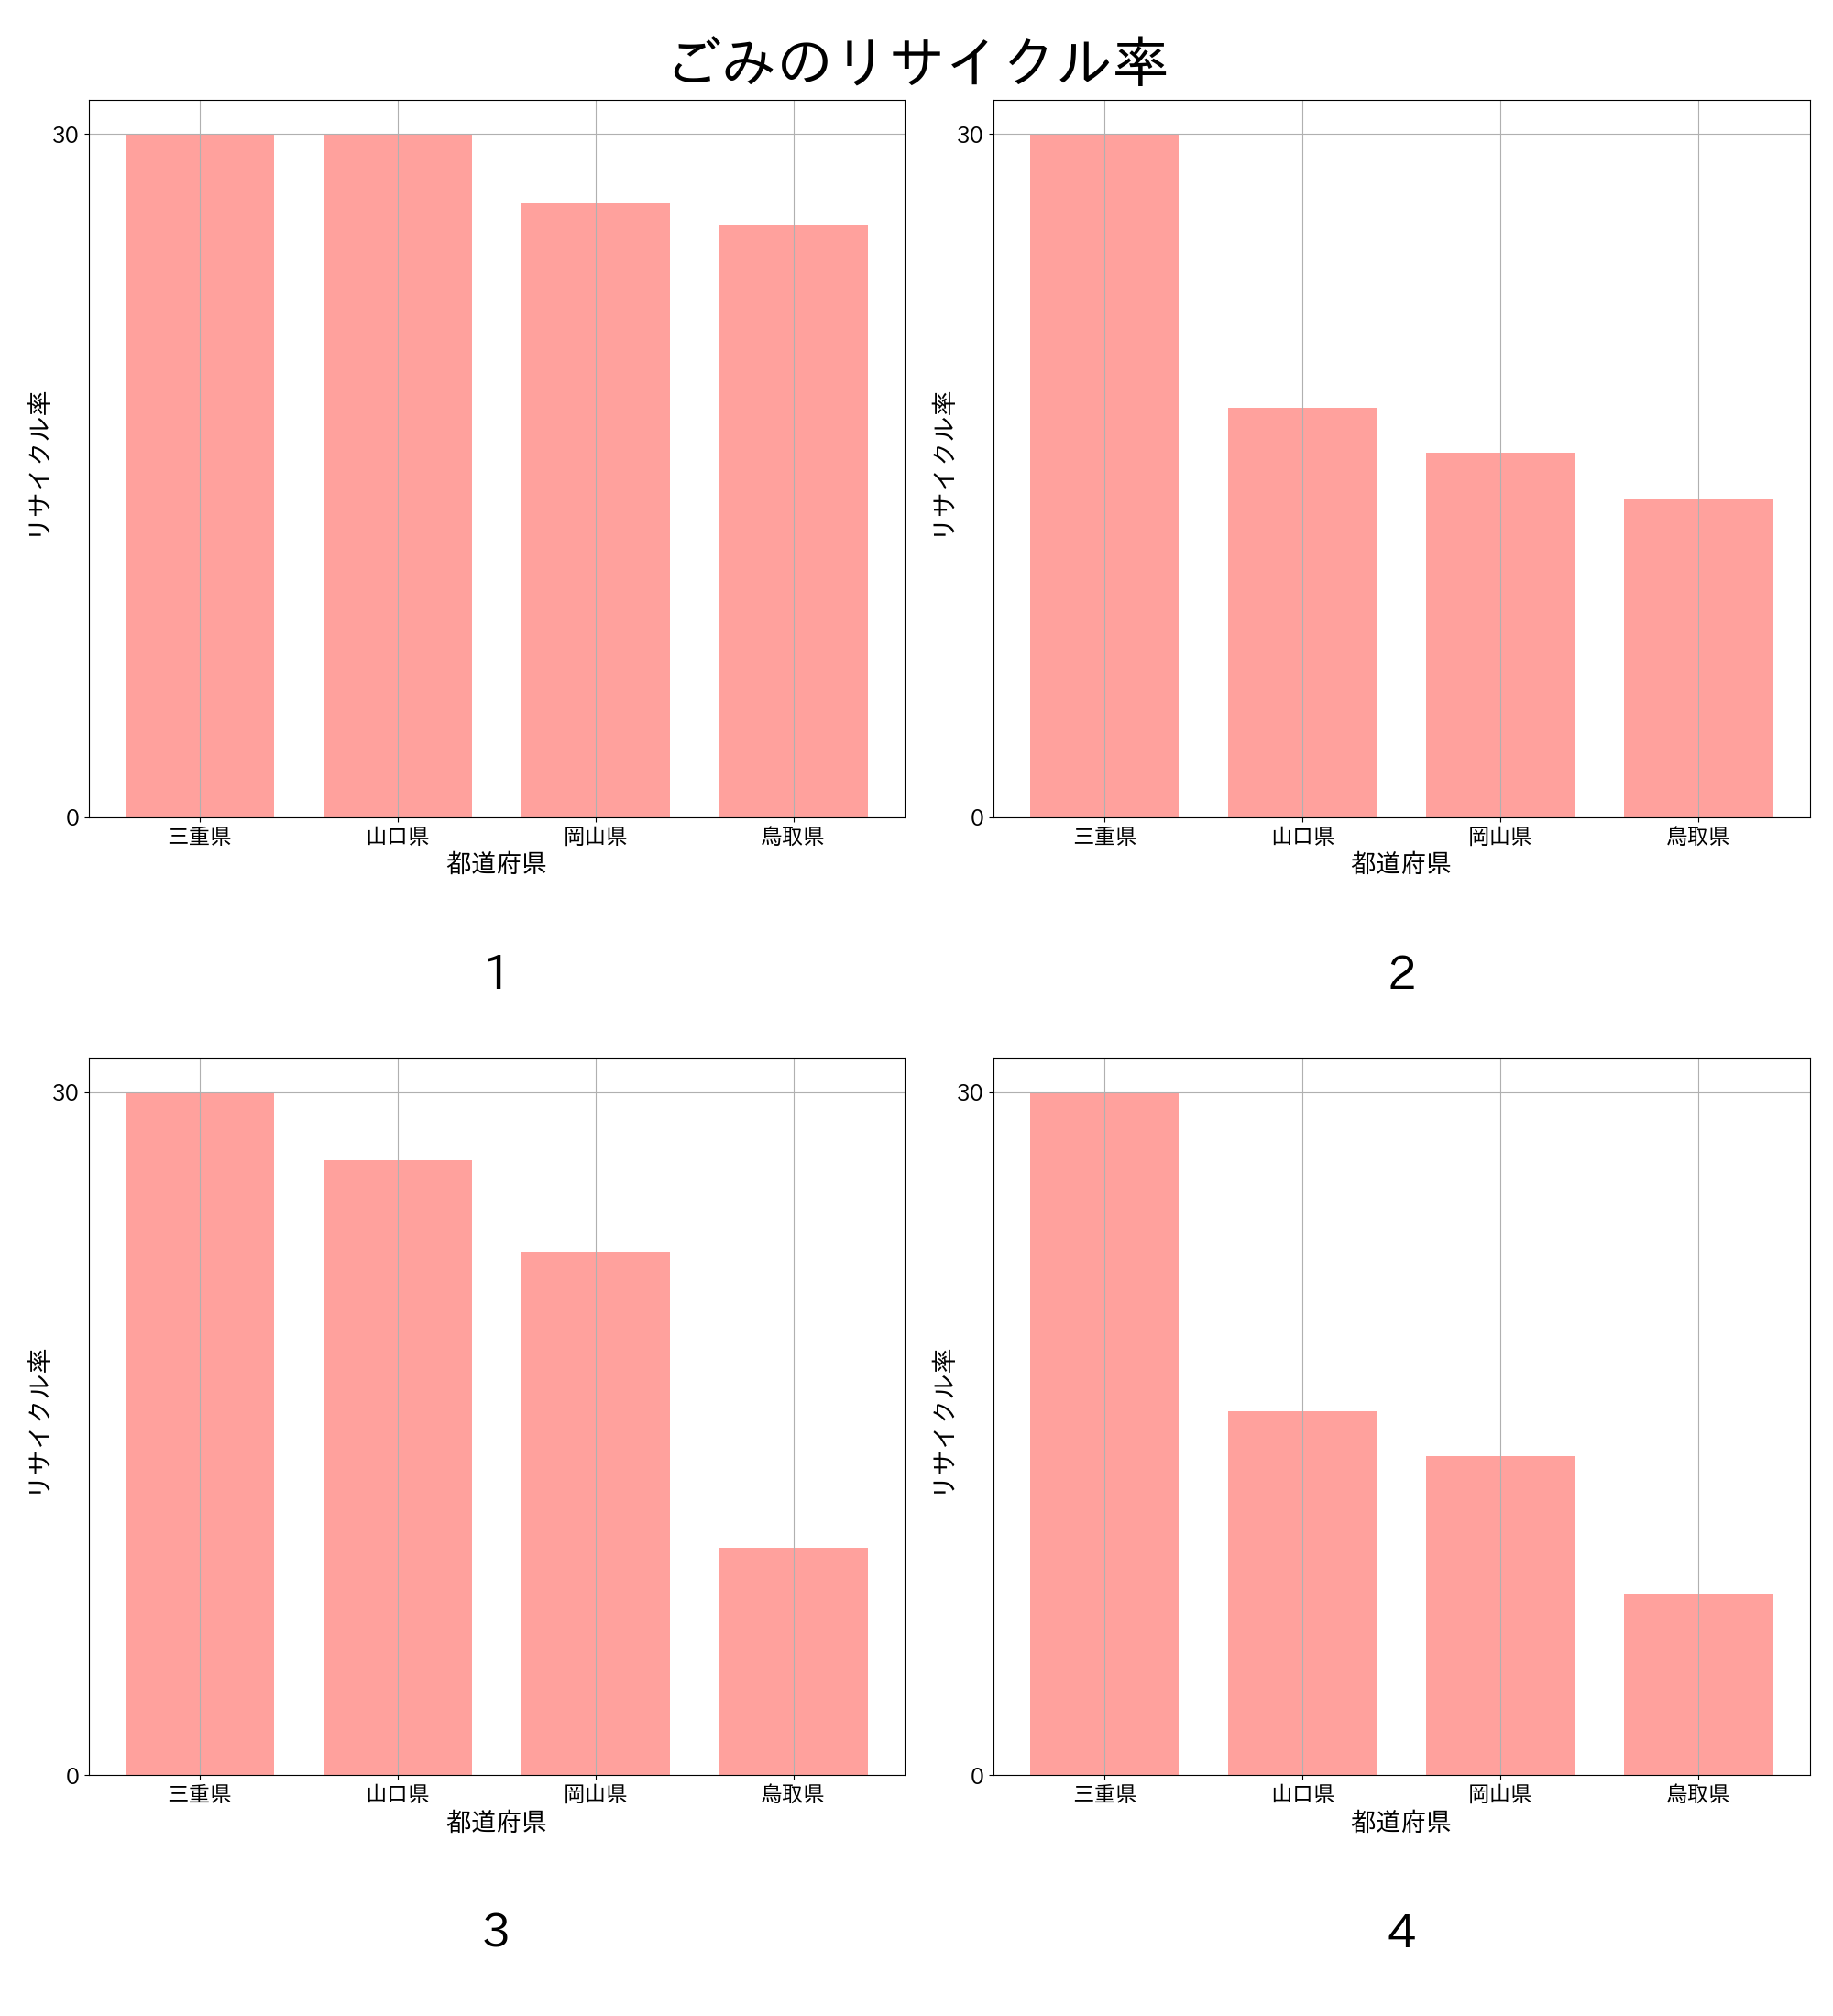 ごみのリサイクル率
30
0
リサイクル率
三重県 山口県 岡山県 鳥取県
都道府県
1
30
0
リサイクル率
三重県 山口県 岡山県 鳥取県
都道府県
2
30
0
リサイクル率
三重県 山口県 岡山県 鳥取県
都道府県
3
30
0
リサイクル率
三重県 山口県 岡山県 鳥取県
都道府県
4